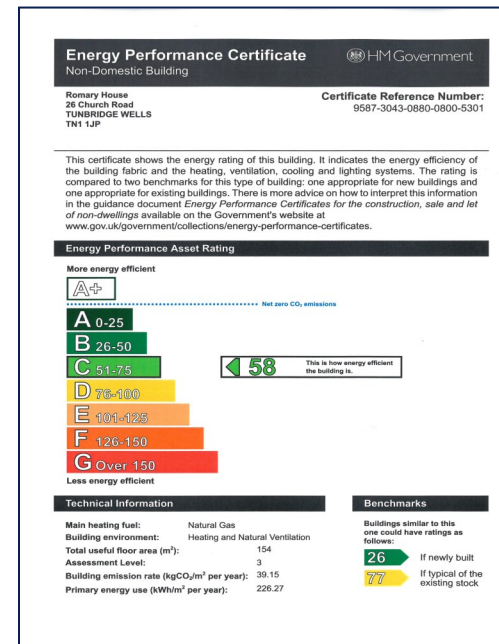 Energy Performance Certificate
HM Government
Non-Domestic Building
Romary House
26 Church Road
TUNBRIDGE WELLS
TN1 1JP
Certificate Reference Number:
9587-3043-0880-0800-5301
This certificate shows the energy rating of this building. It indicates the energy efficiency of
the building fabric and the heating, ventilation, cooling and lighting systems. The rating is
compared to two benchmarks for this type of building: one appropriate for new buildings and
one appropriate for existing buildings. There is more advice on how to interpret this information
in the guidance document Energy Performance Certificates for the construction, sale and let
of non-dwellings available on the Government's website at
www.gov.uk/government/collections/energy-performance-certificates.
Energy Performance Asset Rating
More energy efficient
A+
Net zero CO₂ emissions
A 0-25
B 26-50
C 51-75
58
This is how energy efficient
the building is.
D 76-100
E 101-125
F 126-150
G Over 150
Less energy efficient
Technical Information
Main heating fuel: Natural Gas
Building environment: Heating and Natural Ventilation
Total useful floor area (m²): 154
Assessment Level: 3
Building emission rate (kgCO₂/m² per year): 39.15
Primary energy use (kWh/m² per year): 226.27
Benchmarks
Buildings similar to this
one could have ratings as
follows:
26 If newly built
77 If typical of the
existing stock